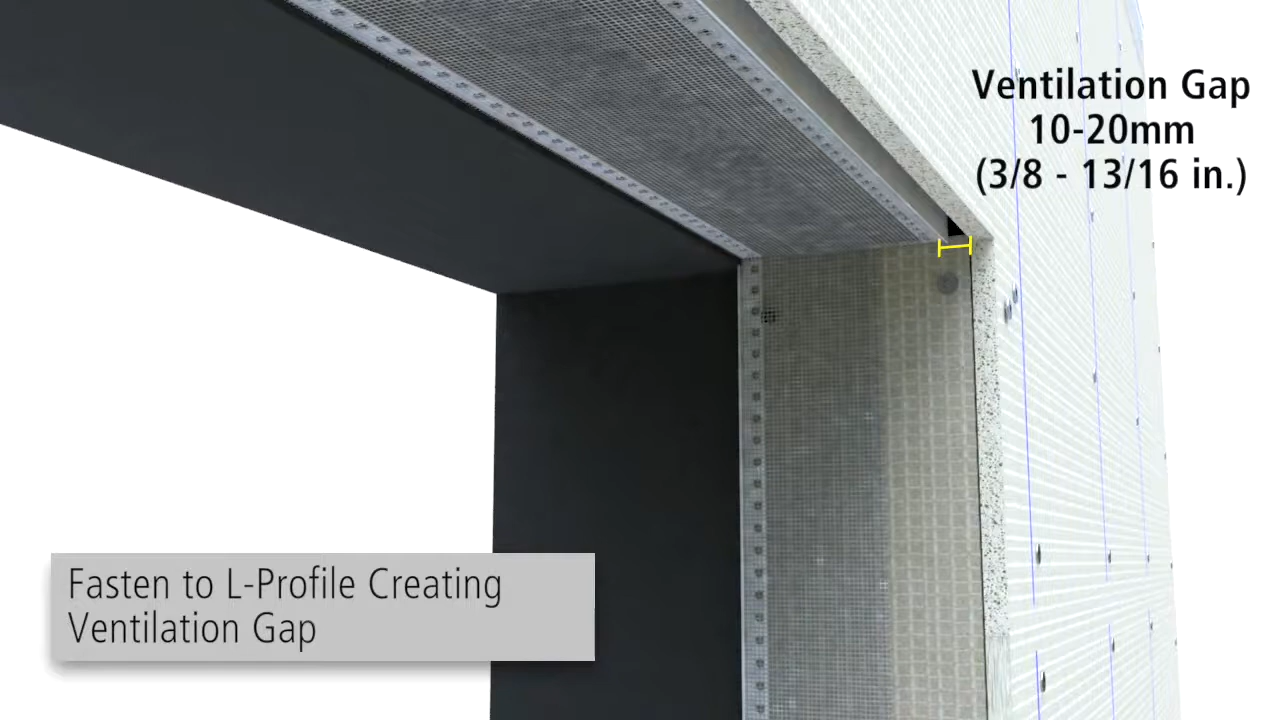 Ventilation Gap
10-20mm
(3/8 - 13/16 in.)
Fasten to L-Profile Creating
Ventilation Gap